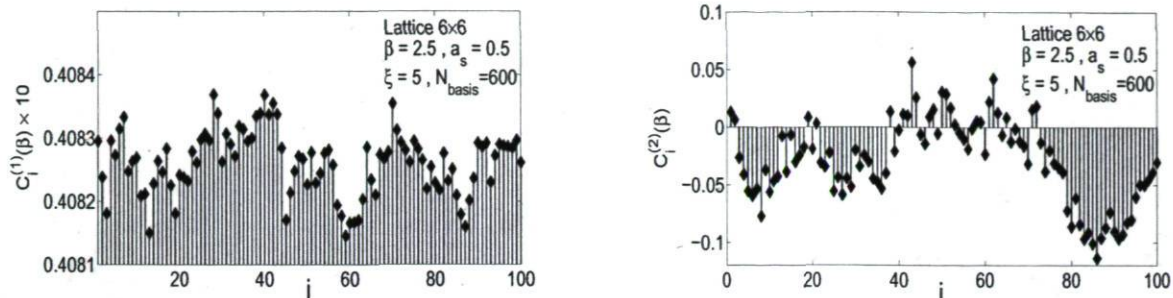 C_i^(1)(β) × 10
0.4084
0.4083
0.4082
0.4081
Lattice 6×6
β = 2.5 , a_s = 0.5
ξ = 5 , N_basis=600
20
40
60
80
100
i
C_i^(2)(β)
0.1
0.05
0
−0.05
−0.1
Lattice 6×6
β = 2.5 , a_s = 0.5
ξ = 5 , N_basis=600
0
20
40
60
80
100
i